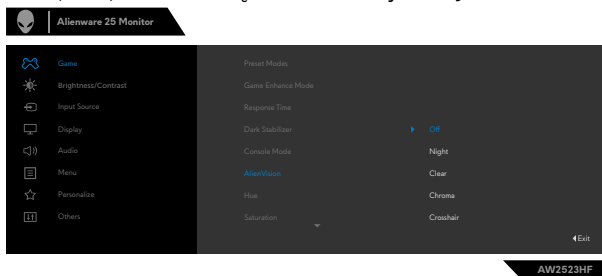 Alienware 25 Monitor
Game
Preset Modes
Brightness/Contrast
Game Enhance Mode
Input Source
Response Time
Display
Dark Stabilizer
Off
Audio
Console Mode
Night
Menu
AlienVision
Clear
Personalize
Hue
Chroma
Others
Saturation
Crosshair
Exit
AW2523HF